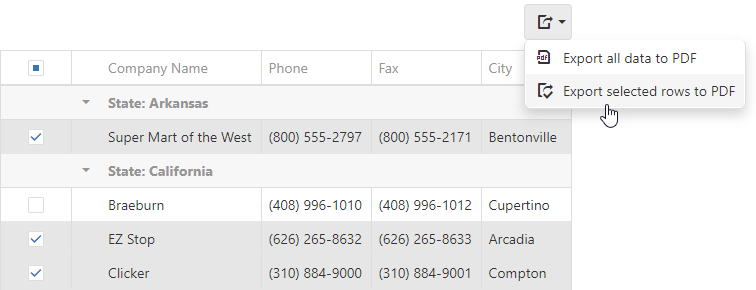 Export all data to PDF
Export selected rows to PDF
Company Name Phone Fax City
State: Arkansas
Super Mart of the West (800) 555-2797 (800) 555-2171 Bentonville
State: California
Braeburn (408) 996-1010 (408) 996-1012 Cupertino
EZ Stop (626) 265-8632 (626) 265-8633 Arcadia
Clicker (310) 884-9000 (310) 884-9001 Compton